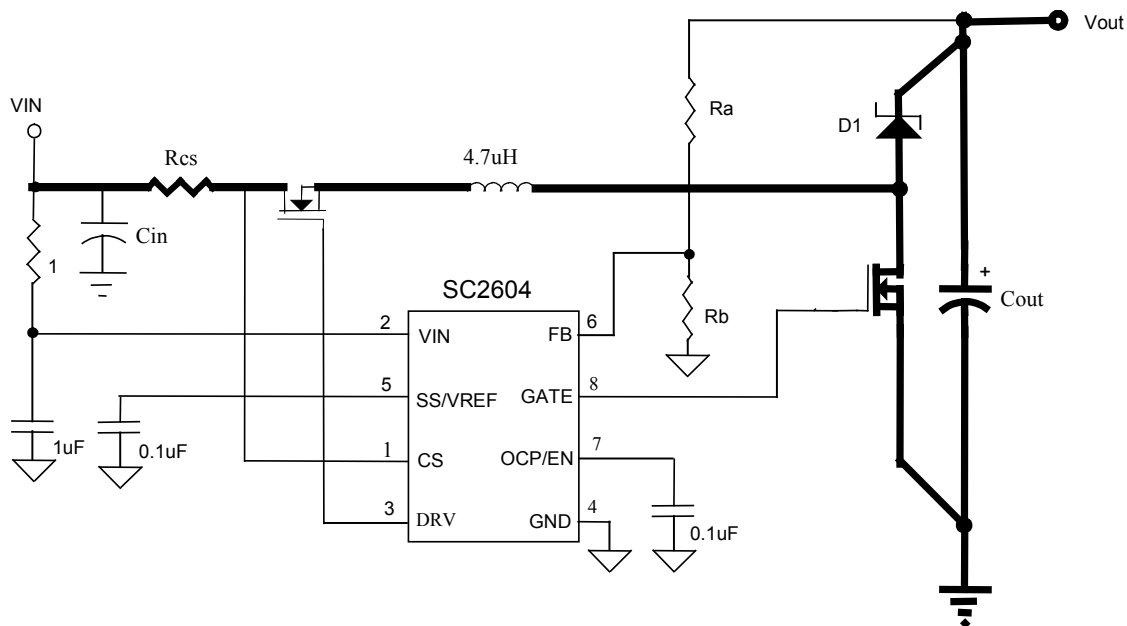 Vout
VIN
Ra
D1
Rcs
4.7uH
Cin
1
+
Cout
SC2604
Rb
2
VIN
FB
6
5
SS/VREF
GATE
8
1uF
0.1uF
1
CS
OCP/EN
7
3
DRV
GND
4
0.1uF